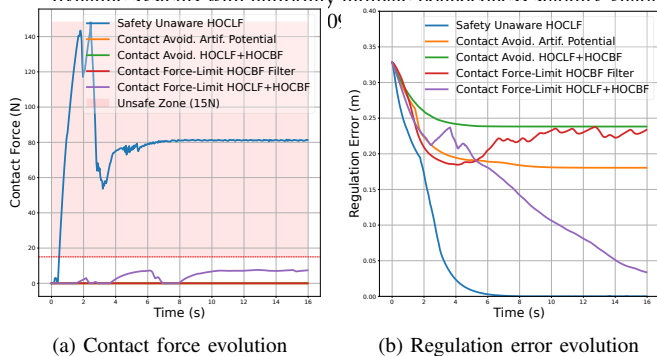 09
Safety Unaware HOCLF
Contact Avoid. Artif. Potential
Contact Avoid. HOCLF+HOCBF
Contact Force-Limit HOCBF Filter
Contact Force-Limit HOCLF+HOCBF
Unsafe Zone (15N)
Contact Force (N)
140
120
100
80
60
40
20
0
0 2 4 6 8 10 12 14 16
Time (s)
(a) Contact force evolution
Safety Unaware HOCLF
Contact Avoid. Artif. Potential
Contact Avoid. HOCLF+HOCBF
Contact Force-Limit HOCBF Filter
Contact Force-Limit HOCLF+HOCBF
Regulation Error (m)
0.40
0.35
0.30
0.25
0.20
0.15
0.10
0.05
0.00
0 2 4 6 8 10 12 14 16
Time (s)
(b) Regulation error evolution